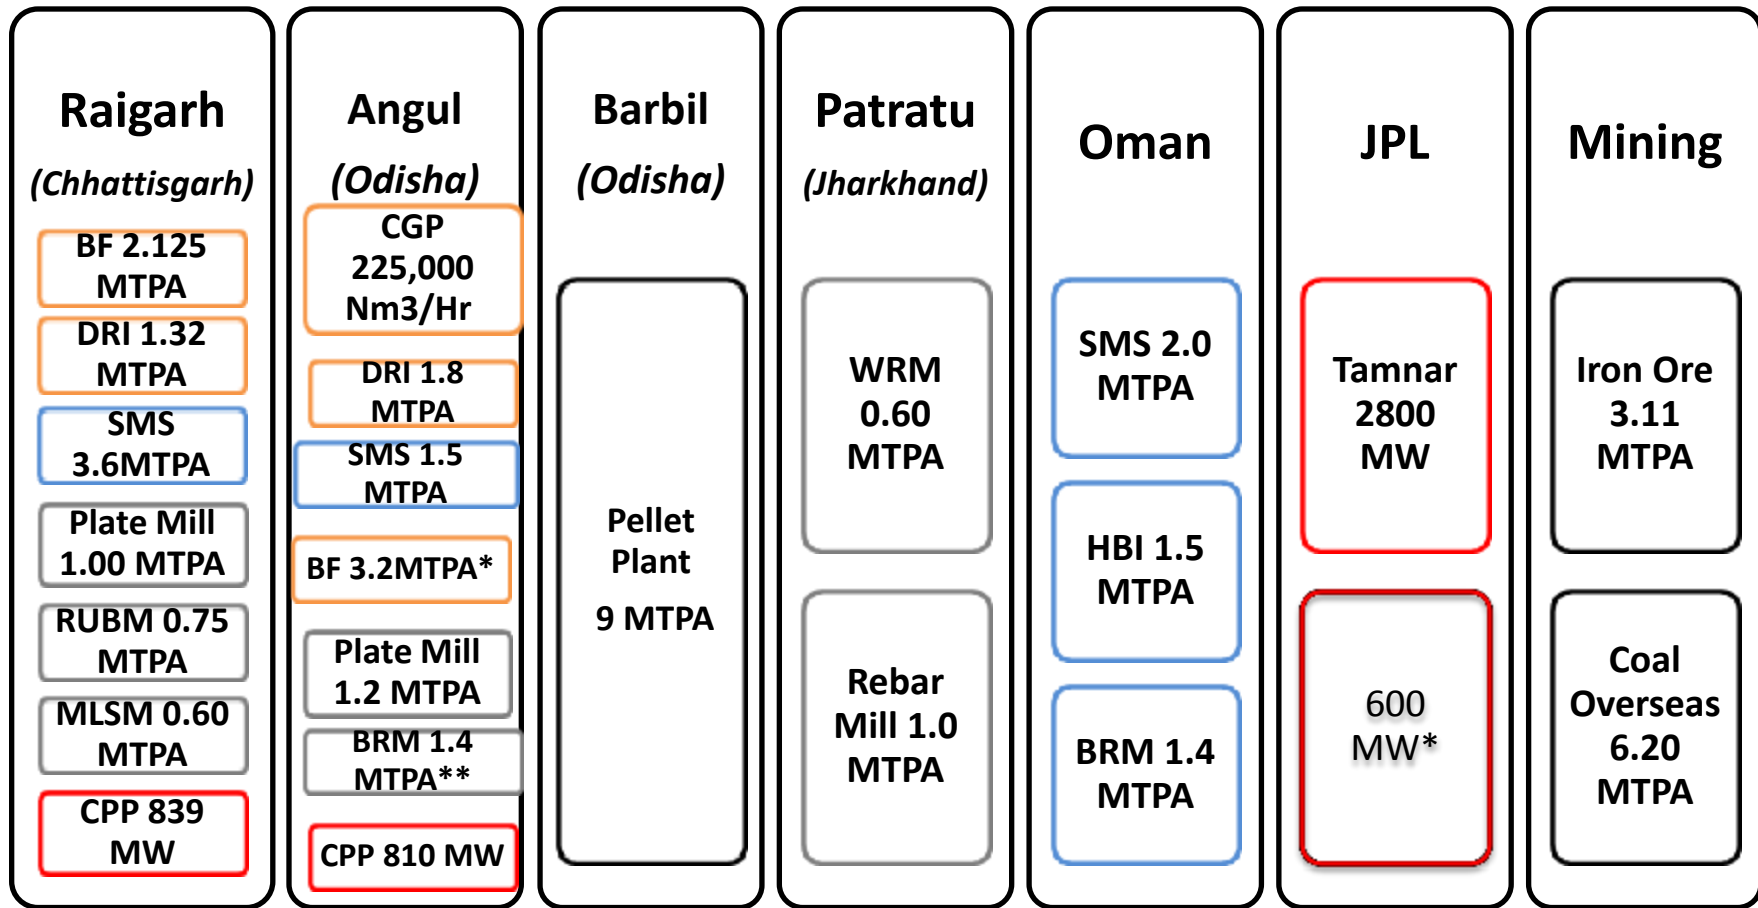 Raigarh
(Chhattisgarh)
BF 2.125
MTPA
DRI 1.32
MTPA
SMS
3.6MTPA
Plate Mill
1.00 MTPA
RUBM 0.75
MTPA
MLSM 0.60
MTPA
CPP 839
MW
Angul
(Odisha)
CGP
225,000
Nm3/Hr
DRI 1.8
MTPA
SMS 1.5
MTPA
BF 3.2MTPA*
Plate Mill
1.2 MTPA
BRM 1.4
MTPA**
CPP 810 MW
Barbil
(Odisha)
Pellet
Plant
9 MTPA
Patratu
(Jharkhand)
WRM
0.60
MTPA
Rebar
Mill 1.0
MTPA
Oman
SMS 2.0
MTPA
HBI 1.5
MTPA
BRM 1.4
MTPA
JPL
Tamnar
2800
MW
600
MW*
Mining
Iron Ore
3.11
MTPA
Coal
Overseas
6.20
MTPA